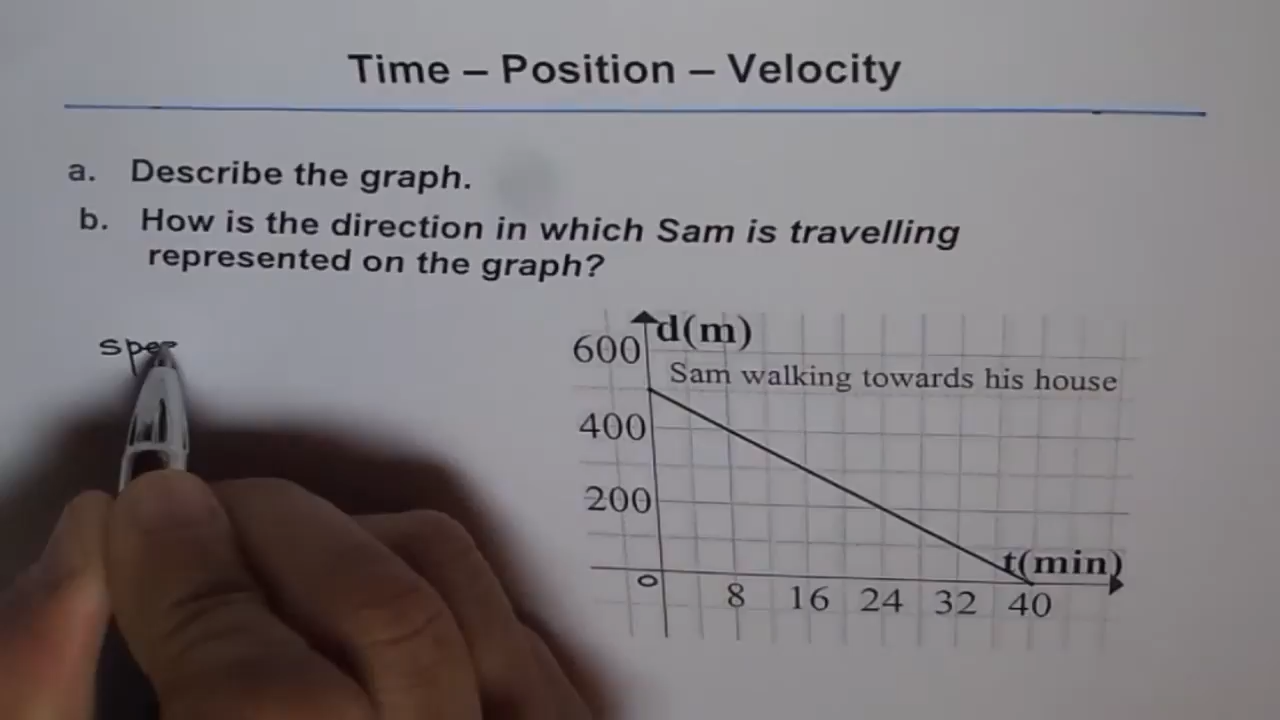 Time – Position – Velocity
a. Describe the graph.
b. How is the direction in which Sam is travelling
represented on the graph?
spee
d(m)
600
Sam walking towards his house
400
200
t(min)
0
8 16 24 32 40